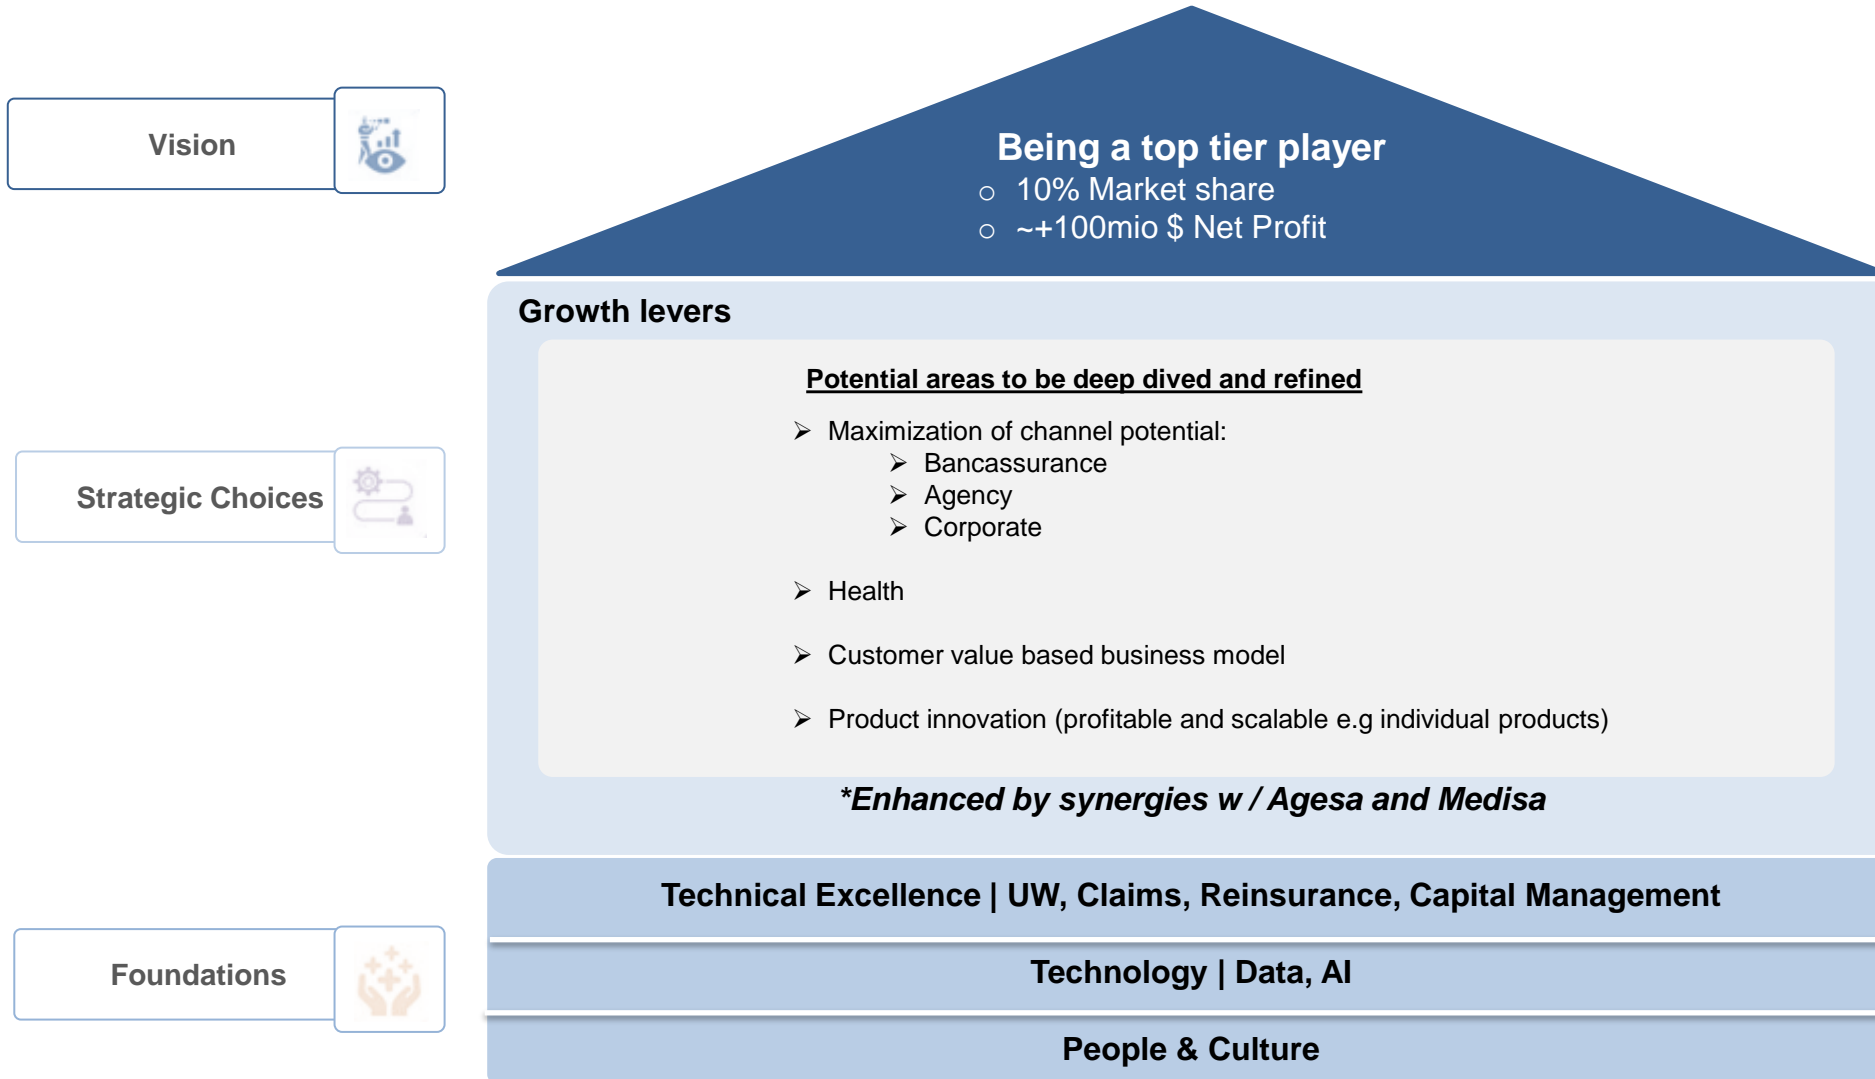 Vision
Being a top tier player
o 10% Market share
o ~+100mio $ Net Profit
Growth levers
Potential areas to be deep dived and refined
➢ Maximization of channel potential:
➢ Bancassurance
➢ Agency
➢ Corporate
Strategic Choices
➢ Health
➢ Customer value based business model
➢ Product innovation (profitable and scalable e.g individual products)
*Enhanced by synergies w / Agesa and Medisa
Foundations
Technical Excellence | UW, Claims, Reinsurance, Capital Management
Technology | Data, AI
People & Culture